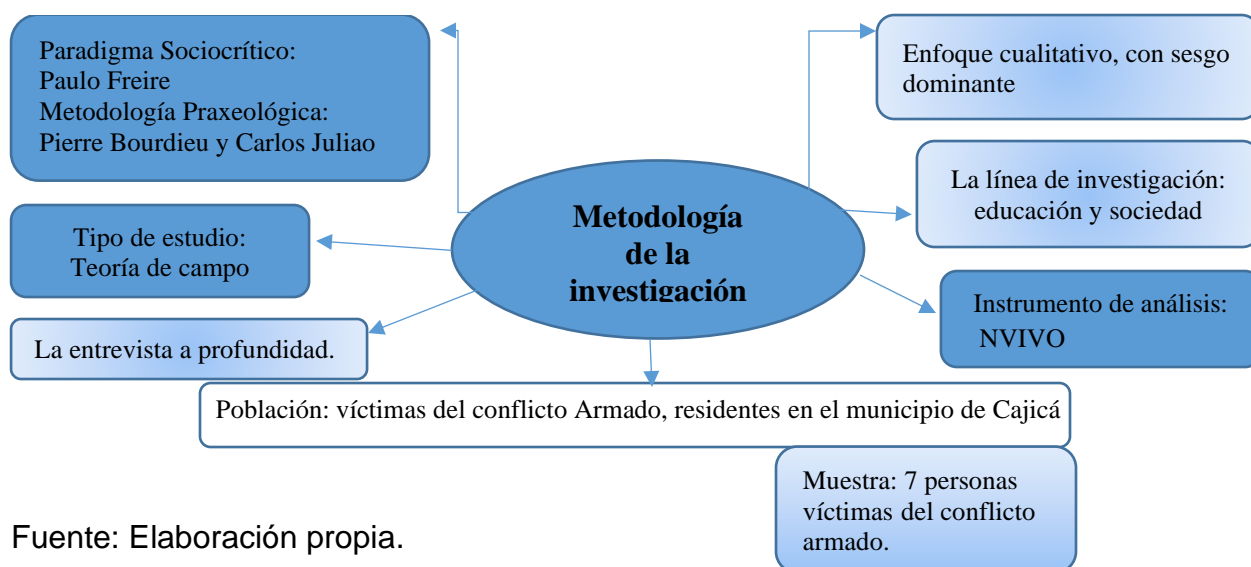 Paradigma Sociocrítico:
Paulo Freire
Metodología Praxeológica:
Pierre Bourdieu y Carlos Juliao
Enfoque cualitativo, con sesgo
dominante
La línea de investigación:
educación y sociedad
Metodología
de la
investigación
Tipo de estudio:
Teoría de campo
Instrumento de análisis:
NVIVO
La entrevista a profundidad.
Población: víctimas del conflicto Armado, residentes en el municipio de Cajicá
Muestra: 7 personas
víctimas del conflicto
armado.
Fuente: Elaboración propia.